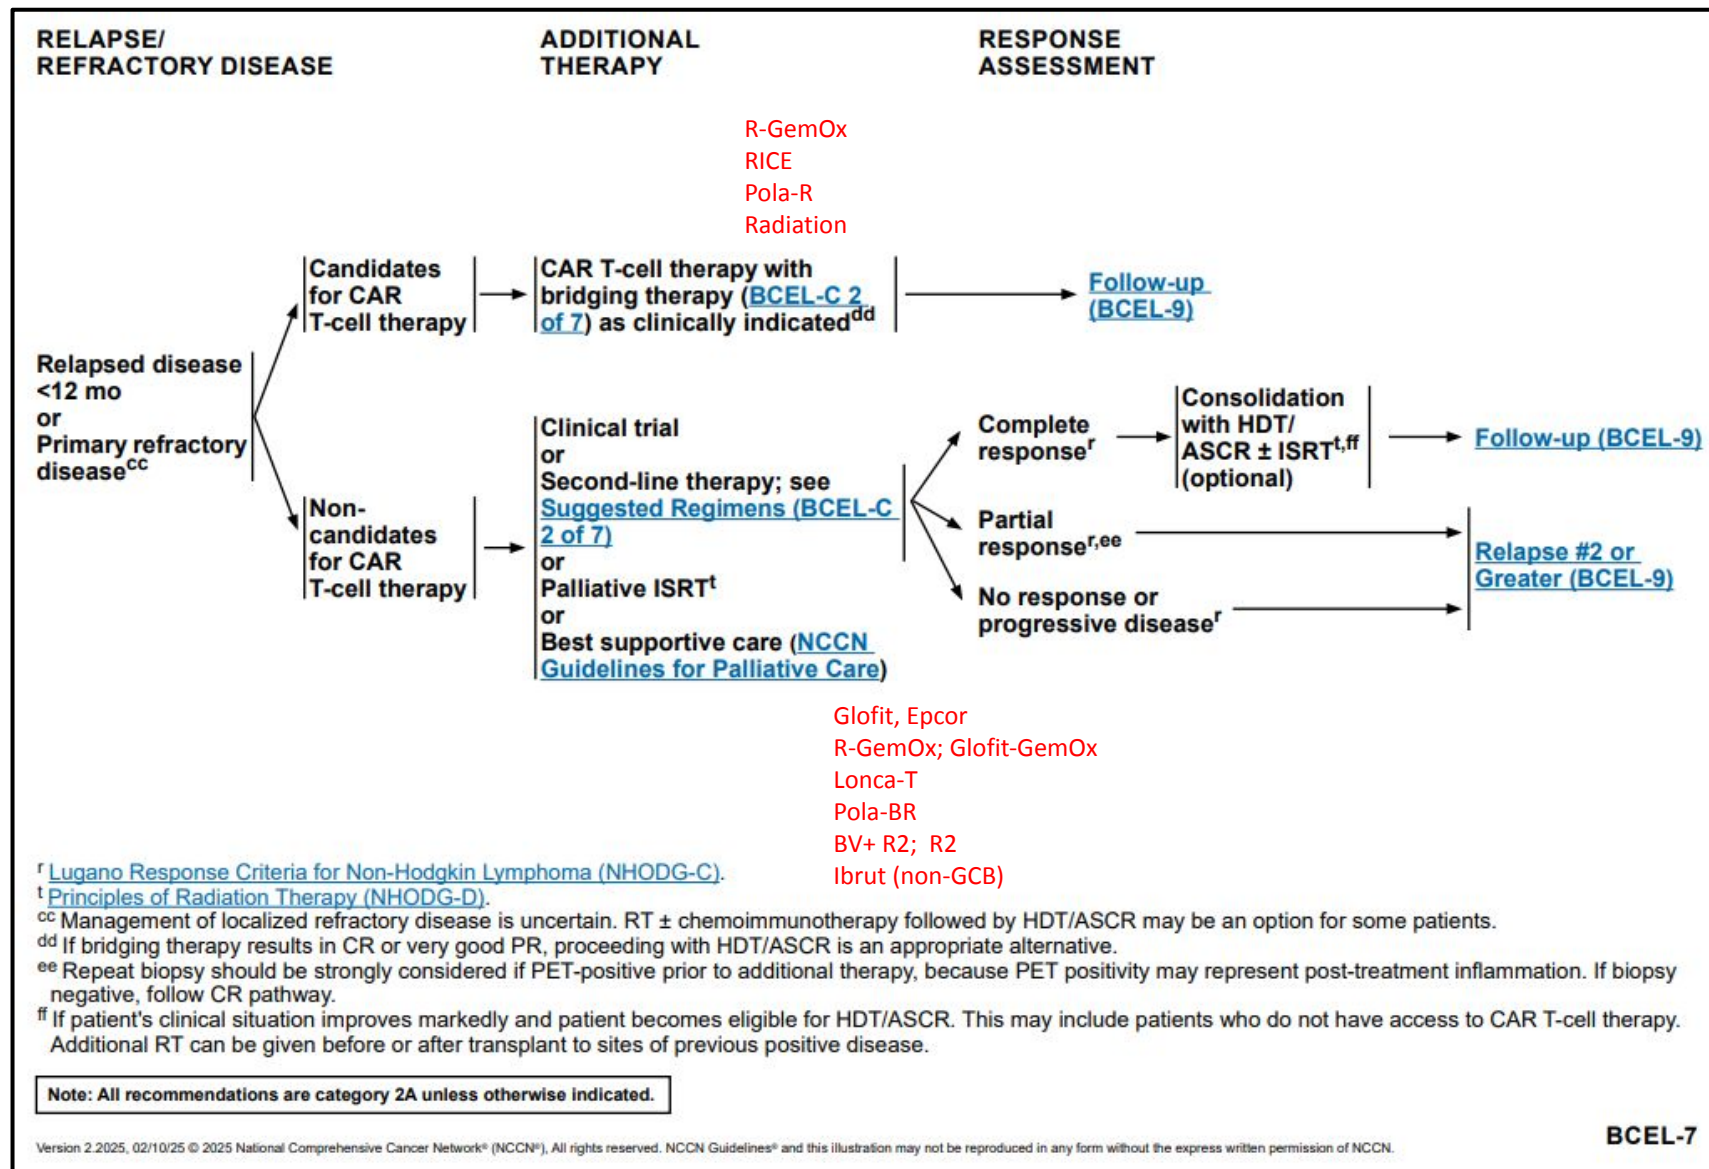 RELAPSE/
REFRACTORY DISEASE
ADDITIONAL
THERAPY
RESPONSE
ASSESSMENT
R-GemOx
RICE
Pola-R
Radiation
Candidates
for CAR
T-cell therapy
CAR T-cell therapy with
bridging therapy (BCEL-C 2
of 7) as clinically indicateddd
Follow-up
(BCEL-9)
Relapsed disease
<12 mo
or
Primary refractory
diseasecc
Non-
candidates
for CAR
T-cell therapy
Clinical trial
or
Second-line therapy; see
Suggested Regimens (BCEL-C
2 of 7)
or
Palliative ISRTt
or
Best supportive care (NCCN
Guidelines for Palliative Care)
Complete
responser
Consolidation
with HDT/
ASCR ± ISRTt,ff
(optional)
Follow-up (BCEL-9)
Partial
responser,ee
No response or
progressive diseaser
Relapse #2 or
Greater (BCEL-9)
Glofit, Epcor
R-GemOx; Glofit-GemOx
Lonca-T
Pola-BR
BV+ R2; R2
Ibrut (non-GCB)
r Lugano Response Criteria for Non-Hodgkin Lymphoma (NHODG-C).
t Principles of Radiation Therapy (NHODG-D).
cc Management of localized refractory disease is uncertain. RT ± chemoimmunotherapy followed by HDT/ASCR may be an option for some patients.
dd If bridging therapy results in CR or very good PR, proceeding with HDT/ASCR is an appropriate alternative.
ee Repeat biopsy should be strongly considered if PET-positive prior to additional therapy, because PET positivity may represent post-treatment inflammation. If biopsy
negative, follow CR pathway.
ff If patient's clinical situation improves markedly and patient becomes eligible for HDT/ASCR. This may include patients who do not have access to CAR T-cell therapy.
Additional RT can be given before or after transplant to sites of previous positive disease.
Note: All recommendations are category 2A unless otherwise indicated.
BCEL-7
Version 2.2025, 02/10/25 © 2025 National Comprehensive Cancer Network® (NCCN®), All rights reserved. NCCN Guidelines® and this illustration may not be reproduced in any form without the express written permission of NCCN.